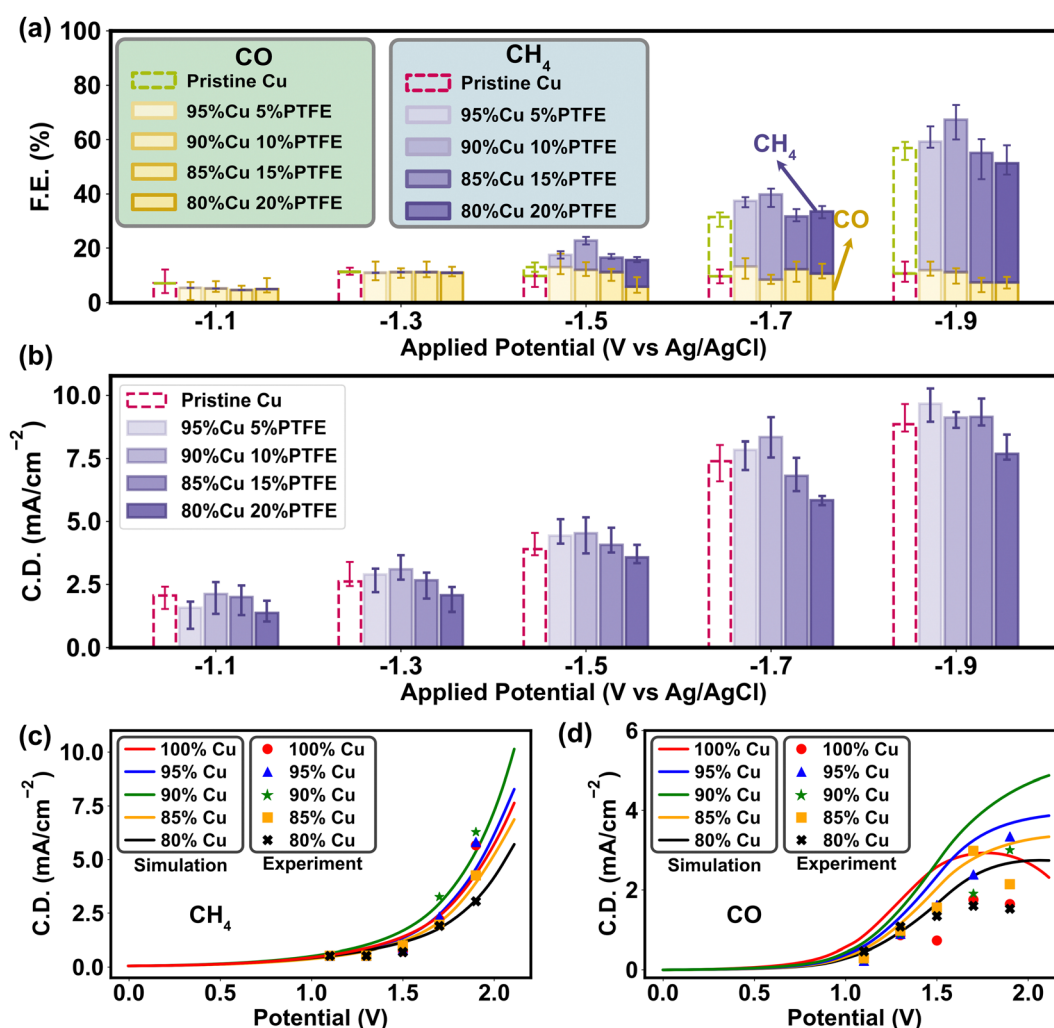 (a)
100
80
60
40
20
0
F.E. (%)
CO
Pristine Cu
95%Cu 5%PTFE
90%Cu 10%PTFE
85%Cu 15%PTFE
80%Cu 20%PTFE
CH4
Pristine Cu
95%Cu 5%PTFE
90%Cu 10%PTFE
85%Cu 15%PTFE
80%Cu 20%PTFE
CH4
CO
-1.1 -1.3 -1.5 -1.7 -1.9
Applied Potential (V vs Ag/AgCl)
(b)
10.0
7.5
5.0
2.5
0.0
C.D. (mA/cm−2)
Pristine Cu
95%Cu 5%PTFE
90%Cu 10%PTFE
85%Cu 15%PTFE
80%Cu 20%PTFE
-1.1 -1.3 -1.5 -1.7 -1.9
Applied Potential (V vs Ag/AgCl)
(c)
10.0
7.5
5.0
2.5
0.0
C.D. (mA/cm−2)
100% Cu 100% Cu
95% Cu 95% Cu
90% Cu 90% Cu
85% Cu 85% Cu
80% Cu 80% Cu
Simulation Experiment
CH4
0.0 0.5 1.0 1.5 2.0
Potential (V)
(d)
6
4
2
0
C.D. (mA/cm−2)
100% Cu 100% Cu
95% Cu 95% Cu
90% Cu 90% Cu
85% Cu 85% Cu
80% Cu 80% Cu
Simulation Experiment
CO
0.0 0.5 1.0 1.5 2.0
Potential (V)